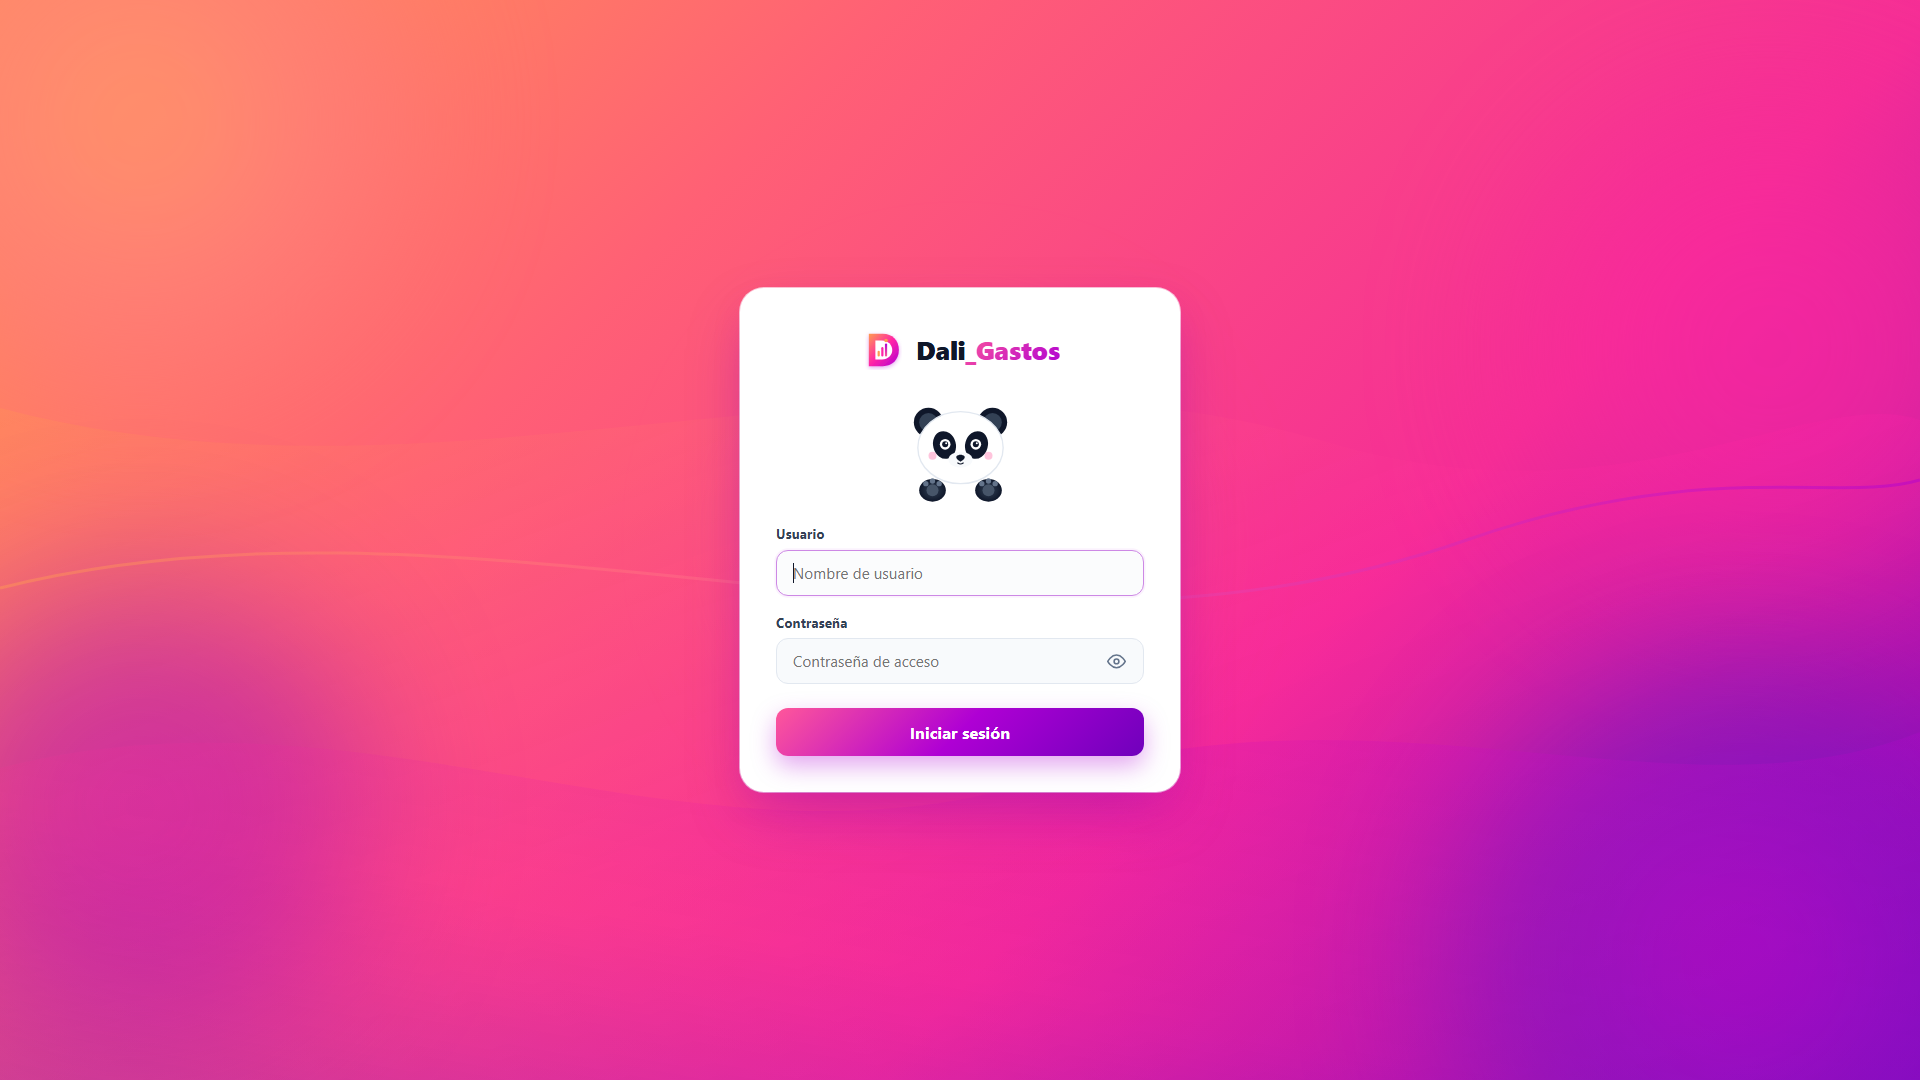 Dali_Gastos
Usuario
Nombre de usuario
Contraseña
Contraseña de acceso
Iniciar sesión